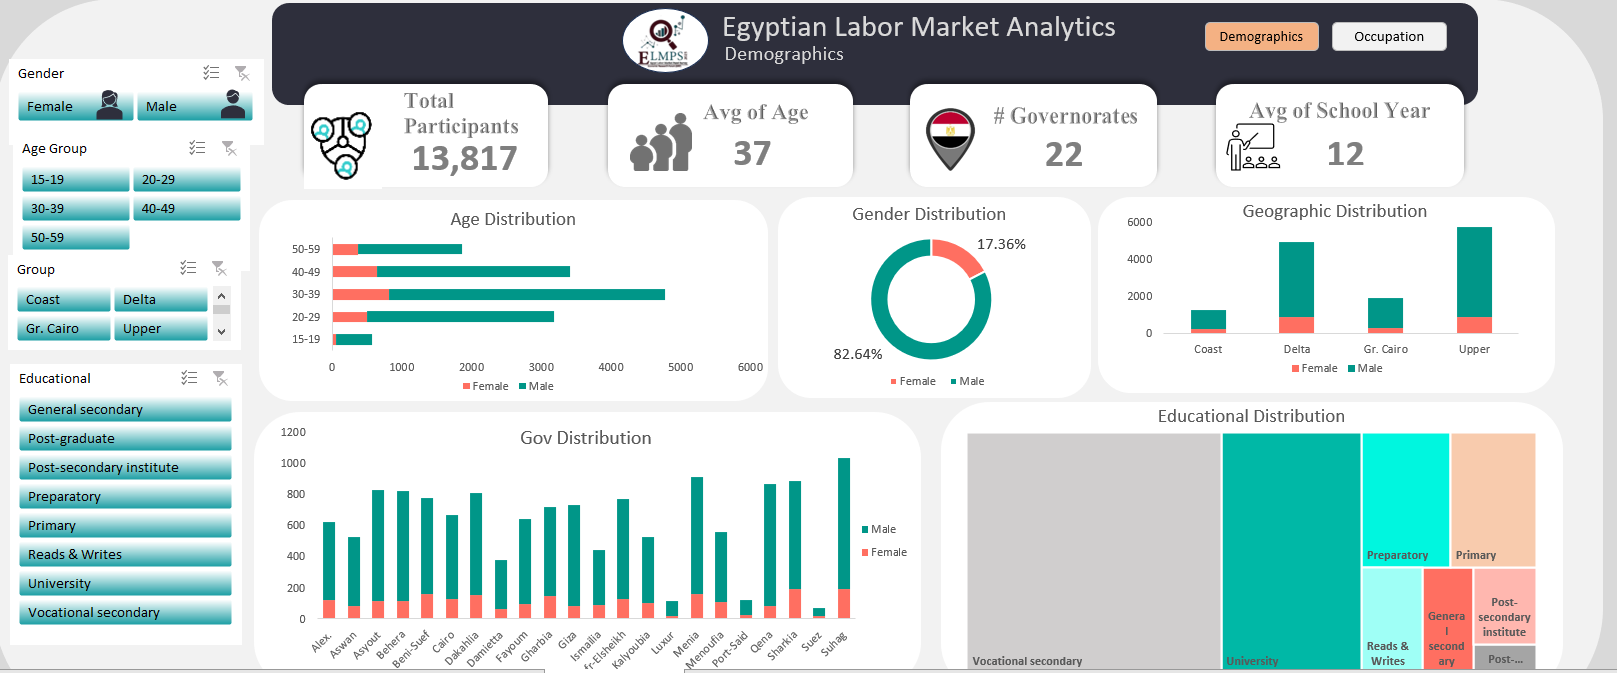 Egyptian Labor Market Analytics
Demographics
ELMPS
Demographics
Occupation
Gender
Female
Male
Age Group
15-19
20-29
30-39
40-49
50-59
Group
Coast
Delta
Gr. Cairo
Upper
Educational
General secondary
Post-graduate
Post-secondary institute
Preparatory
Primary
Reads & Writes
University
Vocational secondary
Total
Participants
13,817
Avg of Age
37
# Governorates
22
Avg of School Year
12
Age Distribution
50-59
40-49
30-39
20-29
15-19
0 1000 2000 3000 4000 5000 6000
Female Male
Gender Distribution
17.36%
82.64%
Female Male
Geographic Distribution
6000
4000
2000
0
Coast Delta Gr. Cairo Upper
Female Male
Gov Distribution
1200
1000
800
600
400
200
0
Alex. Aswan Asyout Behera Beni-Suef Cairo Dakahlia Damietta Fayoum Gharbia Giza Ismailia fr-Elsheikh Kalyoubia Luxur Menia Menoufia Port-Said Qena Sharkia Suez Suhag
Male
Female
Educational Distribution
Vocational secondary
University
Preparatory
Primary
Reads &
Writes
Genera
l
second
ary
Post-
secondary
institute
Post-...